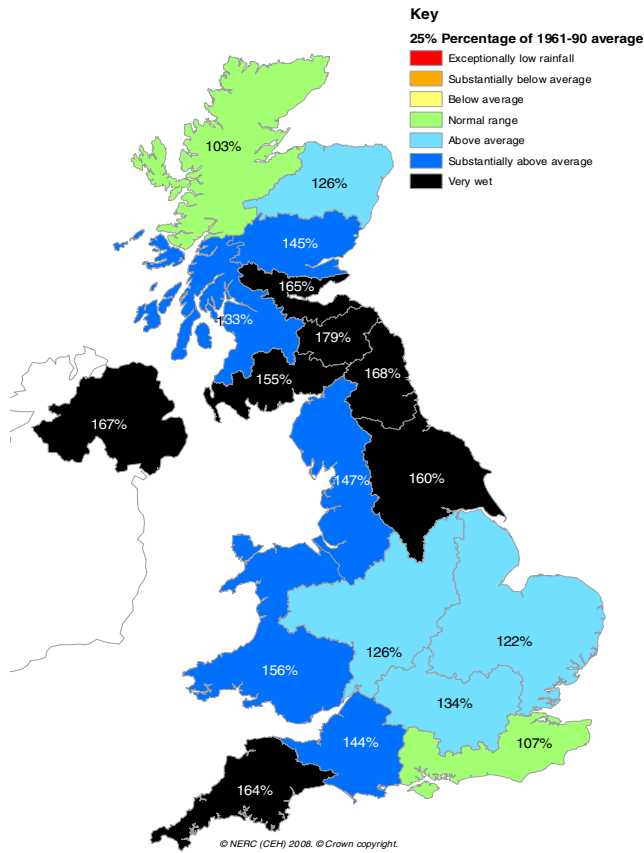 Key
25% Percentage of 1961-90 average
Exceptionally low rainfall
Substantially below average
Below average
Normal range
Above average
Substantially above average
Very wet
103%
126%
145%
165%
133%
179%
168%
155%
167%
147%
160%
122%
126%
156%
134%
107%
144%
164%
© NERC (CEH) 2008. © Crown copyright.